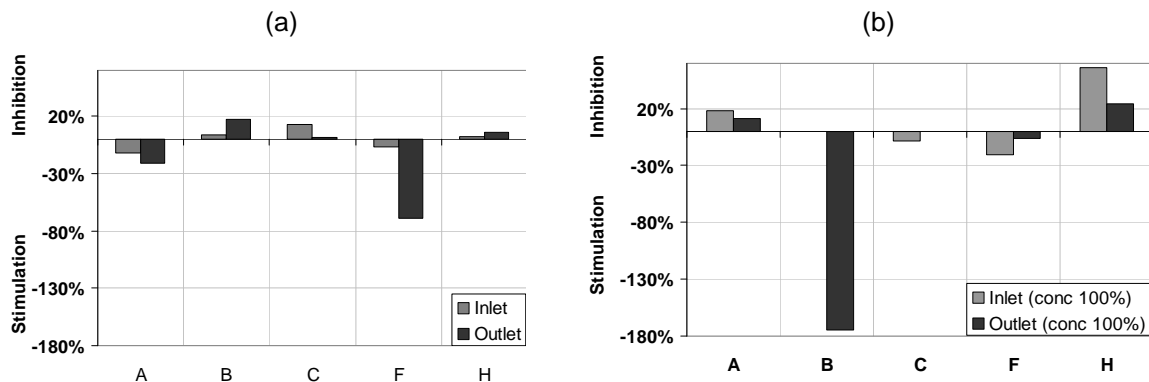 (a)
Inhibition
Stimulation
20%
-30%
-80%
-130%
-180%
Inlet
Outlet
A B C F H
(b)
Inhibition
Stimulation
20%
-30%
-80%
-130%
-180%
Inlet (conc 100%)
Outlet (conc 100%)
A B C F H